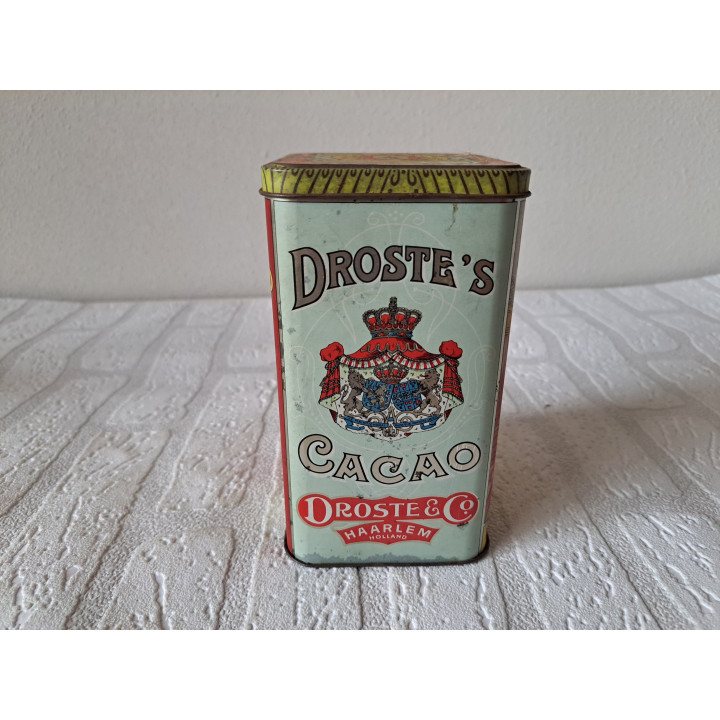 DROSTE'S
CACAO
DROSTE & Co.
HAARLEM
HOLLAND